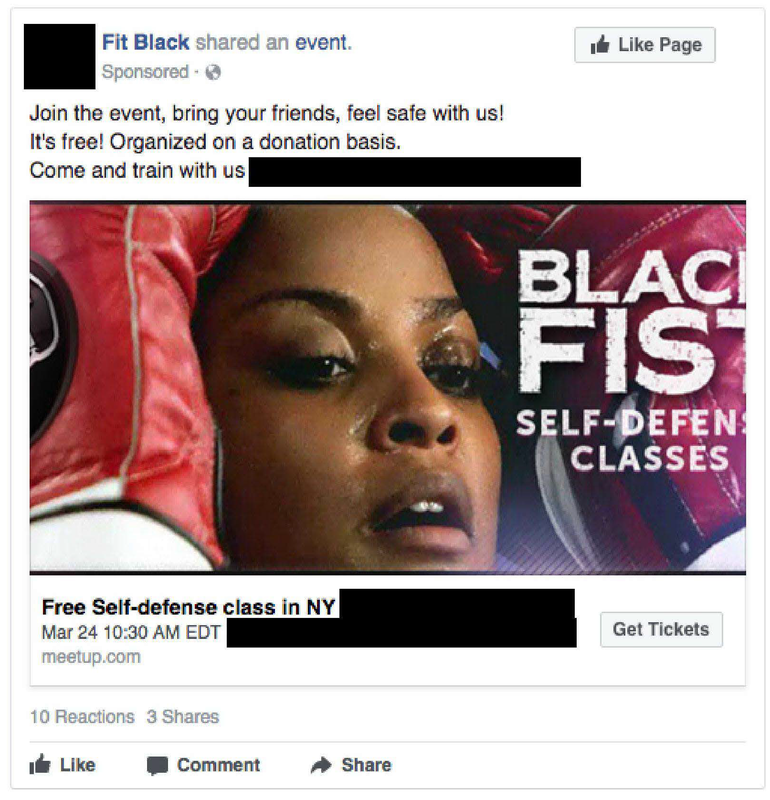 Fit Black shared an event.
Like Page
Sponsored ·
Join the event, bring your friends, feel safe with us!
It's free! Organized on a donation basis.
Come and train with us
BLAC
FIST
SELF-DEFENS
CLASSES
Free Self-defense class in NY
Mar 24 10:30 AM EDT
Get Tickets
meetup.com
10 Reactions 3 Shares
Like Comment Share